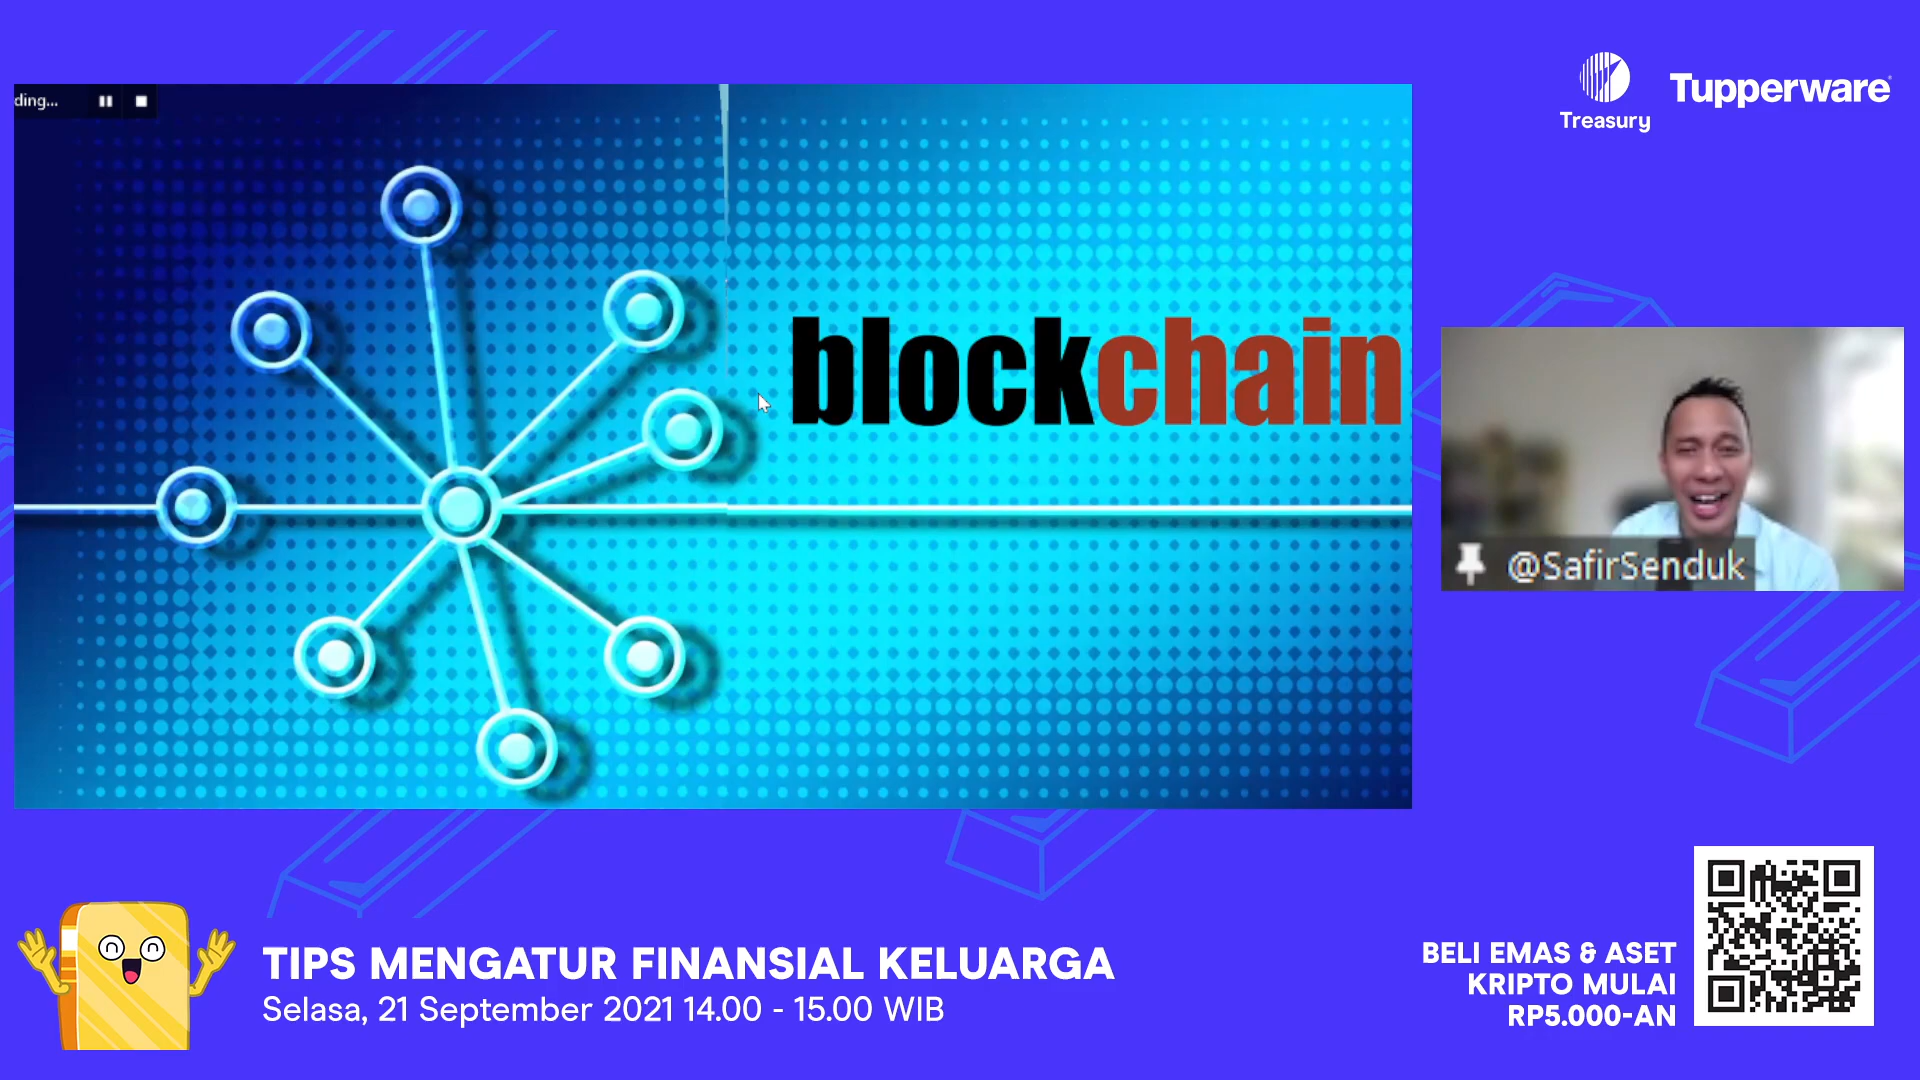 ding...
Treasury
Tupperware
blockchain
@SafirSenduk
TIPS MENGATUR FINANSIAL KELUARGA
Selasa, 21 September 2021 14.00 - 15.00 WIB
BELI EMAS & ASET
KRIPTO MULAI
RP5.000-AN